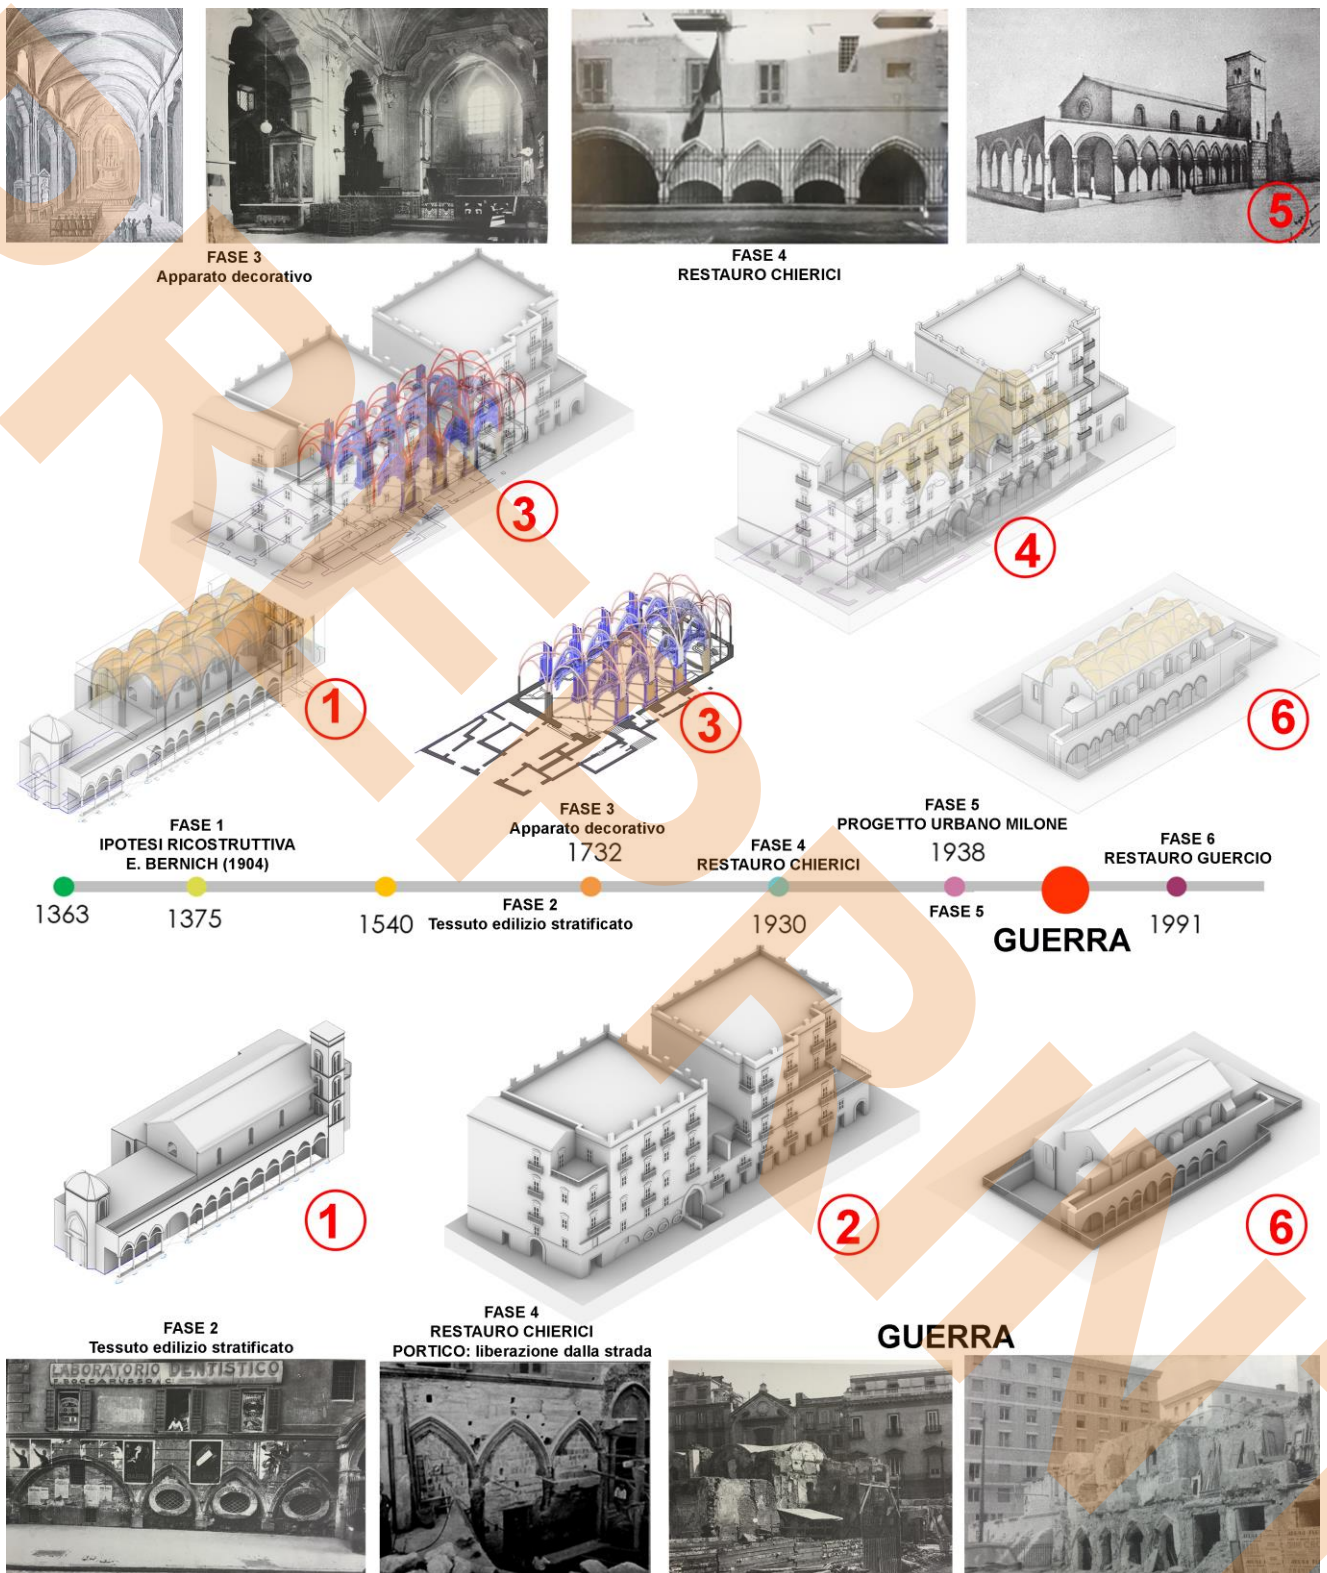 5
FASE 3
Apparato decorativo
FASE 4
RESTAURO CHIERICI
3
4
1
3
6
FASE 1
IPOTESI RICOSTRUTTIVA
E. BERNICH (1904)
FASE 3
Apparato decorativo
1732
FASE 4
RESTAURO CHIERICI
FASE 5
PROGETTO URBANO MILONE
1938
FASE 6
RESTAURO GUERCIO
1363
1375
1540
FASE 2
Tessuto edilizio stratificato
1930
FASE 5
GUERRA
1991
1
2
6
FASE 2
Tessuto edilizio stratificato
FASE 4
RESTAURO CHIERICI
PORTICO: liberazione dalla strada
GUERRA
LABORATORIO DENTISTICO
F. BOCCARUSSO & C.
PREPRINT